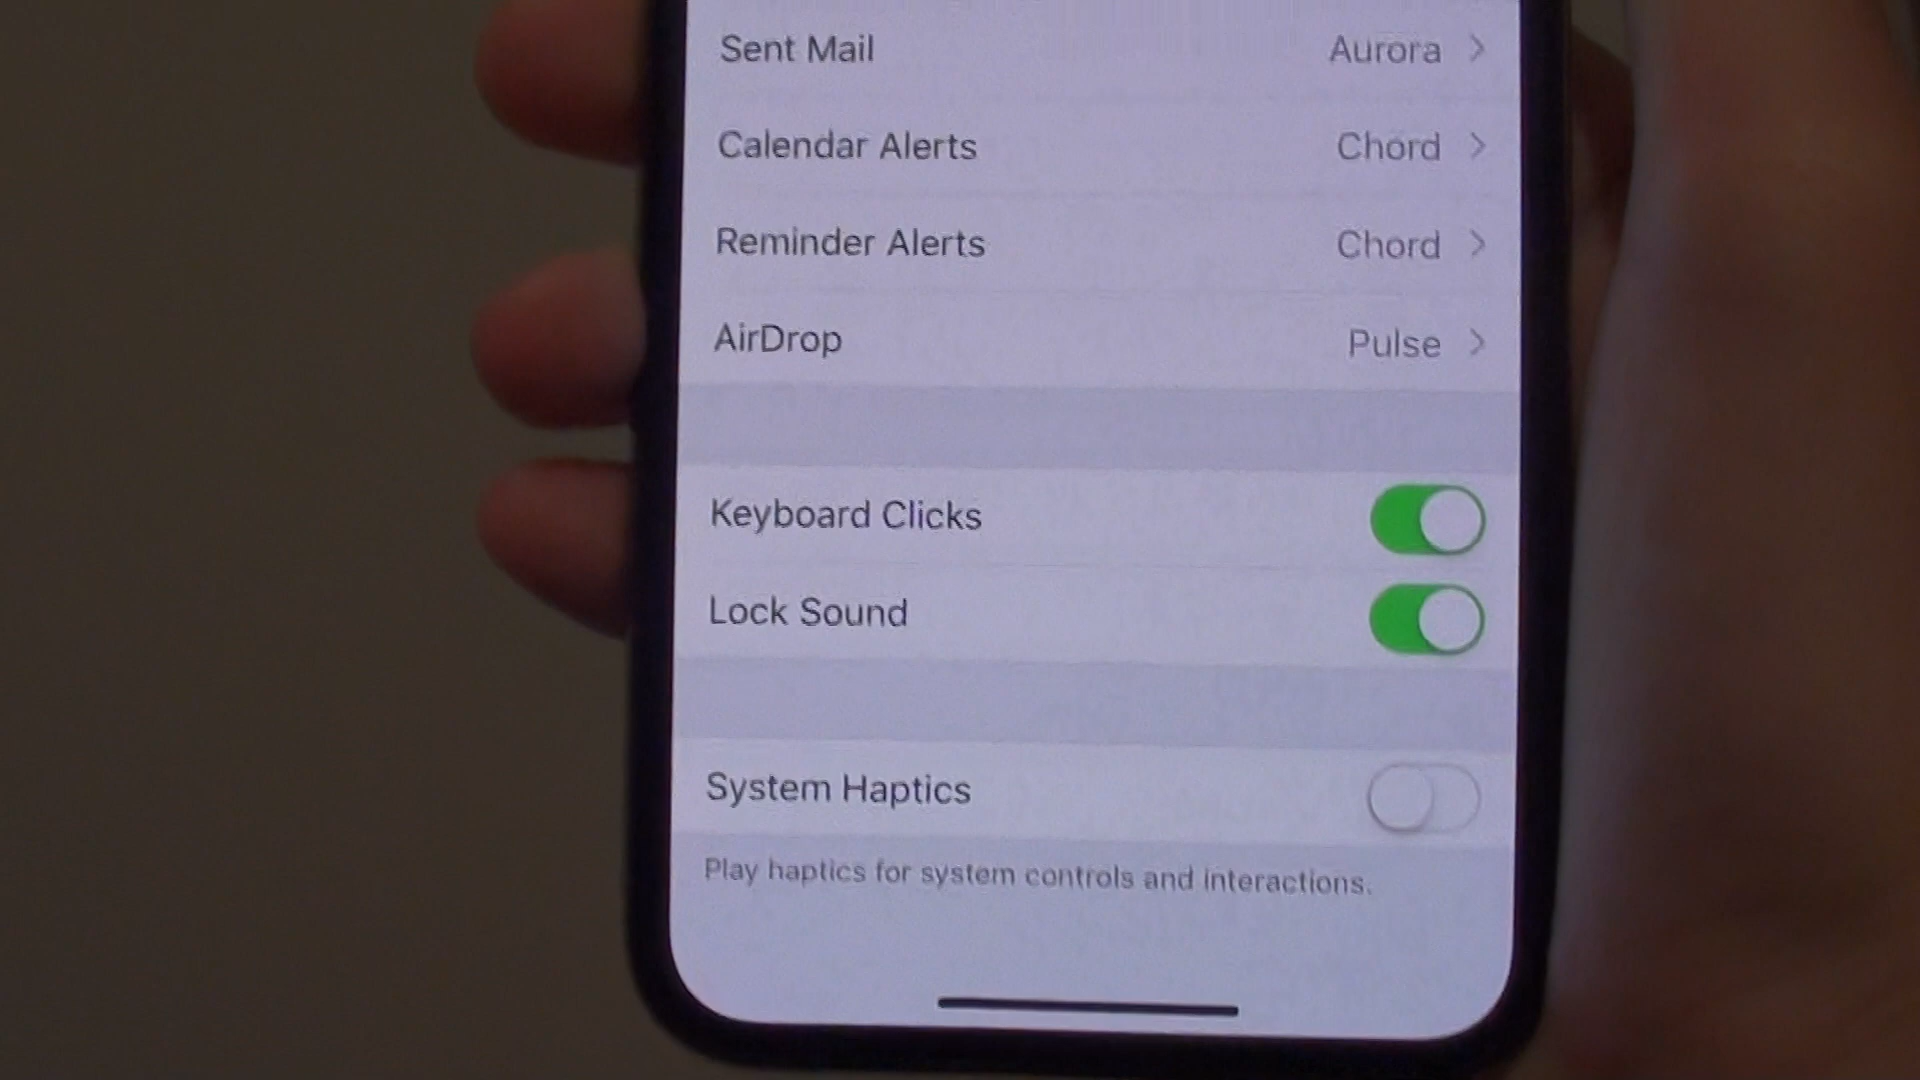 Sent Mail Aurora
Calendar Alerts Chord
Reminder Alerts Chord
AirDrop Pulse
Keyboard Clicks
Lock Sound
System Haptics
Play haptics for system controls and interactions.